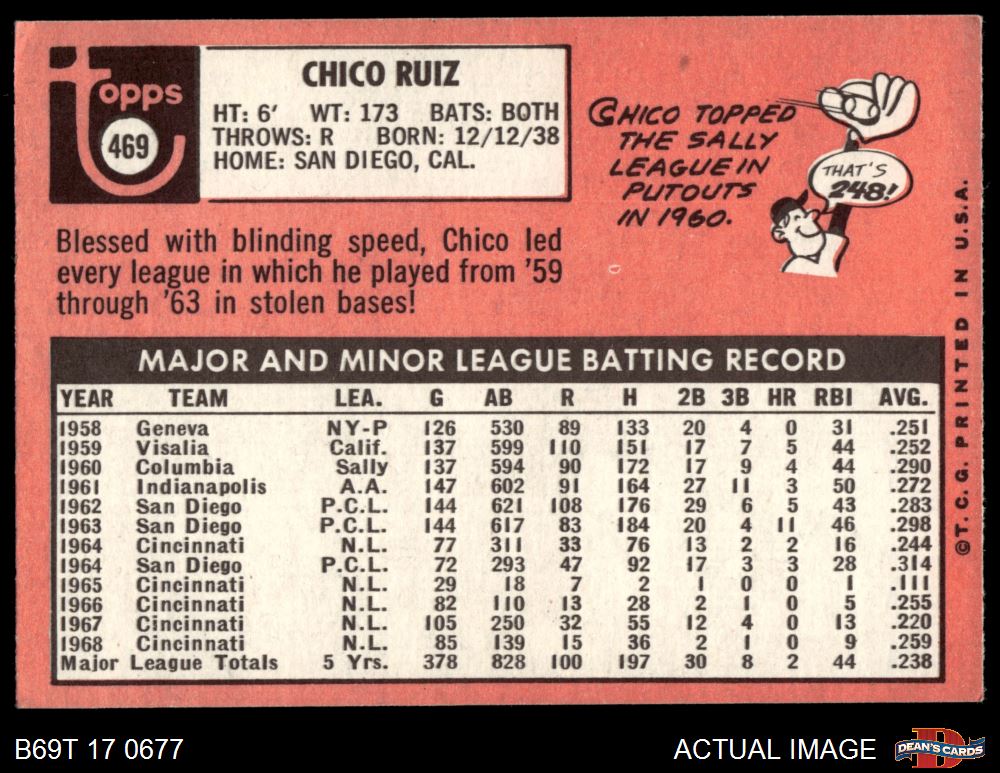 topps
469
CHICO RUIZ
HT: 6' WT: 173 BATS: BOTH
THROWS: R BORN: 12/12/38
HOME: SAN DIEGO, CAL.
CHICO TOPPED
THE SALLY
LEAGUE IN
PUTOUTS
IN 1960.
THAT'S
248!
Blessed with blinding speed, Chico led
every league in which he played from '59
through '63 in stolen bases!
MAJOR AND MINOR LEAGUE BATTING RECORD
YEAR TEAM LEA. G AB R H 2B 3B HR RBI AVG.
1958 Geneva NY-P 126 530 89 133 20 4 0 31 .251
1959 Visalia Calif. 137 599 110 151 17 7 5 44 .252
1960 Columbia Sally 137 594 90 172 17 9 4 44 .290
1961 Indianapolis A.A. 147 602 91 164 27 11 3 50 .272
1962 San Diego P.C.L. 144 621 108 176 29 6 5 43 .283
1963 San Diego P.C.L. 144 617 83 184 20 4 11 46 .298
1964 Cincinnati N.L. 77 311 33 76 13 2 2 16 .244
1964 San Diego P.C.L. 72 293 47 92 17 3 3 28 .314
1965 Cincinnati N.L. 29 18 7 2 1 0 0 1 .111
1966 Cincinnati N.L. 82 110 13 28 2 1 0 5 .255
1967 Cincinnati N.L. 105 250 32 55 12 4 0 13 .220
1968 Cincinnati N.L. 85 139 15 36 2 1 0 9 .259
Major League Totals 5 Yrs. 378 828 100 197 30 8 2 44 .238
©T. C. G. PRINTED IN U.S.A.
B69T 17 0677
ACTUAL IMAGE
D
DEAN'S CARDS